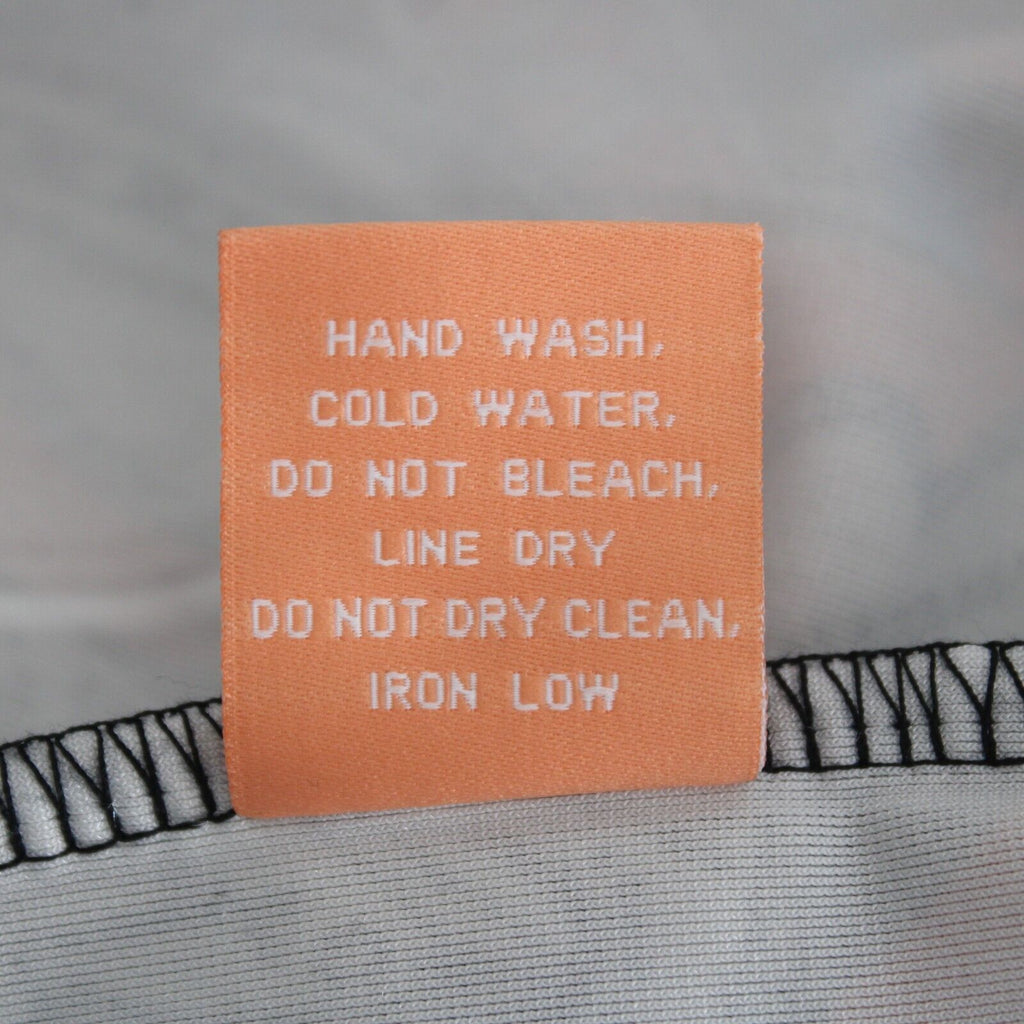 HAND WASH,
COLD WATER,
DO NOT BLEACH,
LINE DRY
DO NOT DRY CLEAN,
IRON LOW